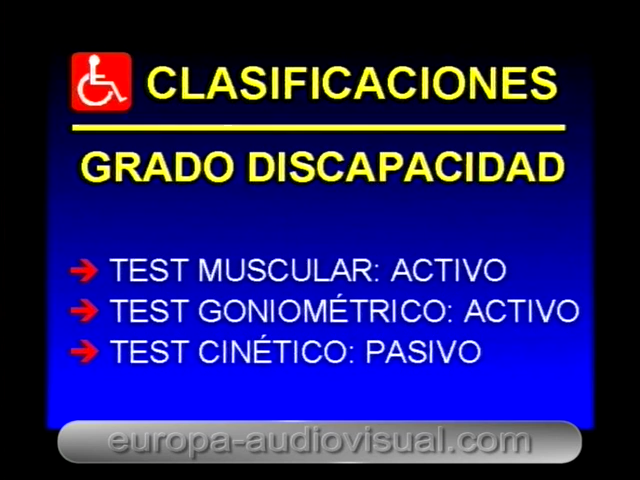 CLASIFICACIONES
GRADO DISCAPACIDAD
TEST MUSCULAR: ACTIVO
TEST GONIOMÉTRICO: ACTIVO
TEST CINÉTICO: PASIVO
europa-audiovisual.com